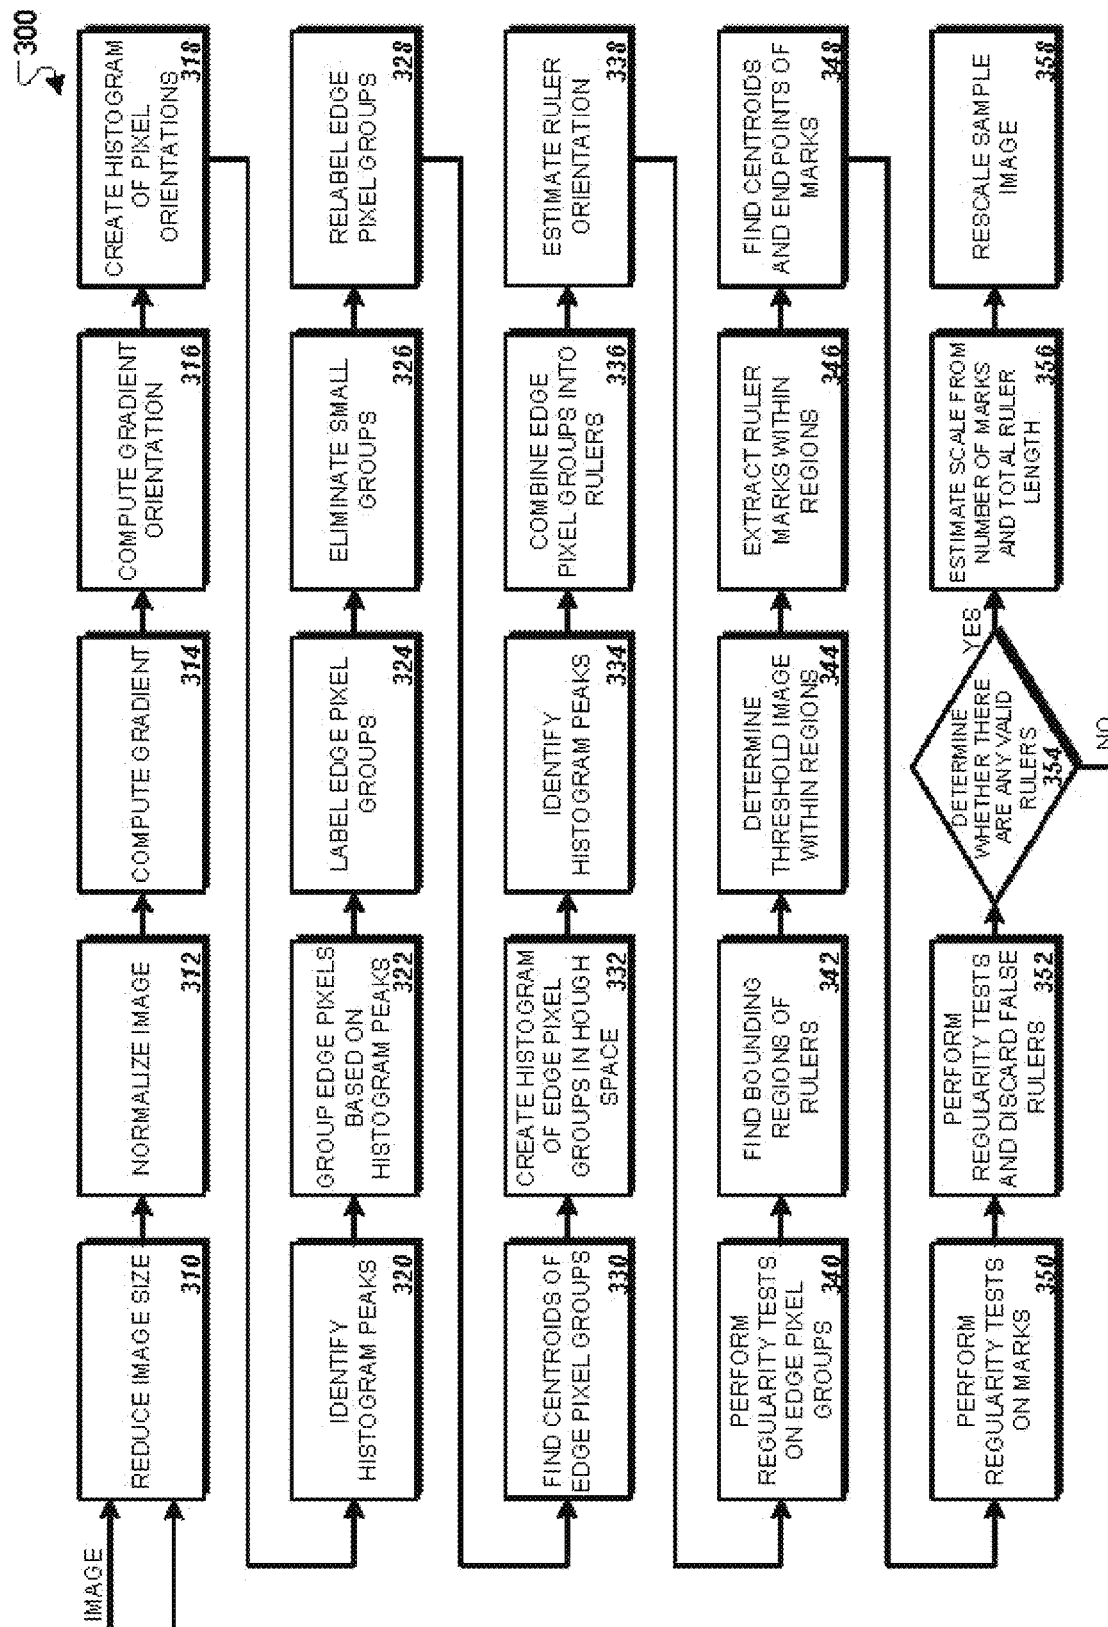 300
IMAGE
REDUCE IMAGE SIZE
310
NORMALIZE IMAGE
312
COMPUTE GRADIENT
314
COMPUTE GRADIENT
ORIENTATION
316
CREATE HISTOGRAM
OF PIXEL
ORIENTATIONS
318
IDENTIFY
HISTOGRAM PEAKS
320
GROUP EDGE PIXELS
BASED ON
HISTOGRAM PEAKS
322
LABEL EDGE PIXEL
GROUPS
324
ELIMINATE SMALL
GROUPS
326
RELABEL EDGE
PIXEL GROUPS
328
FIND CENTROIDS OF
EDGE PIXEL GROUPS
330
CREATE HISTOGRAM
OF EDGE PIXEL
GROUPS IN HOUGH
SPACE
332
IDENTIFY
HISTOGRAM PEAKS
334
COMBINE EDGE
PIXEL GROUPS INTO
RULERS
336
ESTIMATE RULER
ORIENTATION
338
PERFORM
REGULARITY TESTS
ON EDGE PIXEL
GROUPS
340
FIND BOUNDING
REGIONS OF
RULERS
342
DETERMINE
THRESHOLD IMAGE
WITHIN REGIONS
344
EXTRACT RULER
MARKS WITHIN
REGIONS
346
FIND CENTROIDS
AND END POINTS OF
MARKS
348
PERFORM
REGULARITY TESTS
ON MARKS
350
PERFORM
REGULARITY TESTS
AND DISCARD FALSE
RULERS
352
DETERMINE
WHETHER THERE
ARE ANY VALID
RULERS
354
YES
NO
ESTIMATE SCALE FROM
NUMBER OF MARKS
AND TOTAL RULER
LENGTH
356
RESCALE SAMPLE
IMAGE
358